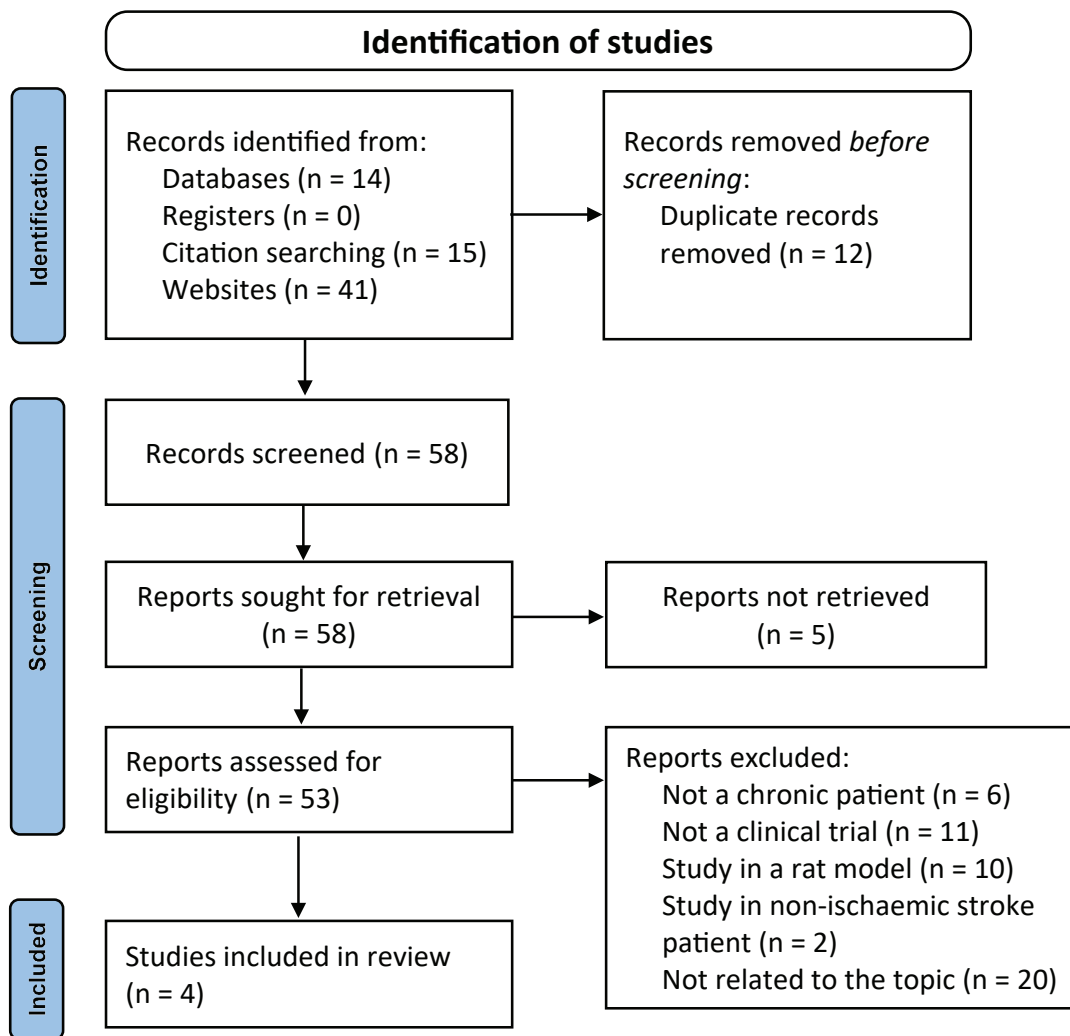 Identification of studies
Identification
Records identified from:
Databases (n = 14)
Registers (n = 0)
Citation searching (n = 15)
Websites (n = 41)
Records removed before
screening:
Duplicate records
removed (n = 12)
Screening
Records screened (n = 58)
Reports sought for retrieval
(n = 58)
Reports not retrieved
(n = 5)
Reports assessed for
eligibility (n = 53)
Reports excluded:
Not a chronic patient (n = 6)
Not a clinical trial (n = 11)
Study in a rat model (n = 10)
Study in non-ischaemic stroke
patient (n = 2)
Not related to the topic (n = 20)
Included
Studies included in review
(n = 4)